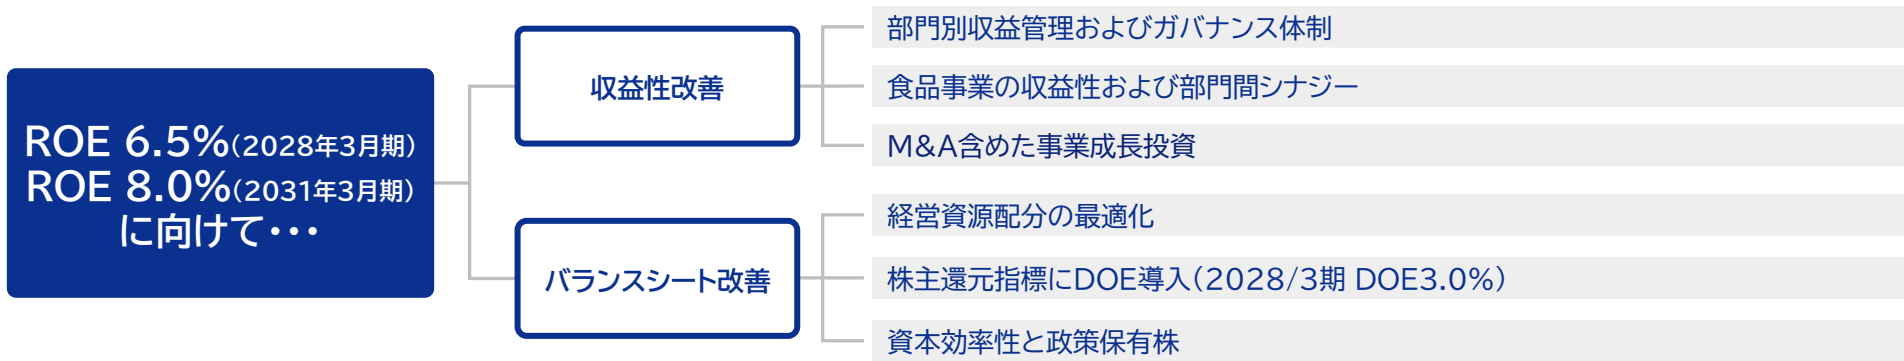 ROE 6.5%(2028年3月期)
ROE 8.0%(2031年3月期)
に向けて・・・
収益性改善
部門別収益管理およびガバナンス体制
食品事業の収益性および部門間シナジー
M&A含めた事業成長投資
バランスシート改善
経営資源配分の最適化
株主還元指標にDOE導入(2028/3期 DOE3.0%)
資本効率性と政策保有株